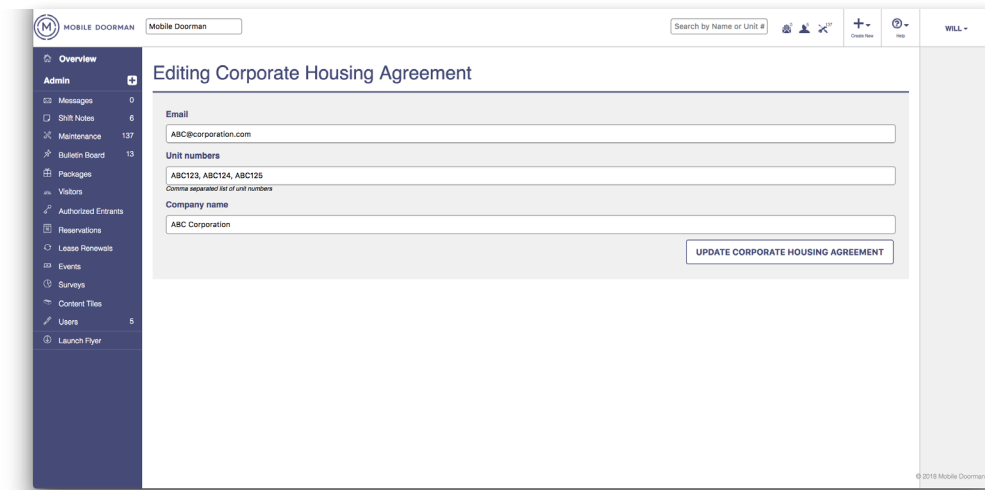 MOBILE DOORMAN
Mobile Doorman
Search by Name or Unit #
137
Create New
Help
WILL
Overview
Admin
Messages 0
Shift Notes 6
Maintenance 137
Bulletin Board 13
Packages
Visitors
Authorized Entrants
Reservations
Lease Renewals
Events
Surveys
Content Tiles
Users 5
Launch Flyer
Editing Corporate Housing Agreement
Email
ABC@corporation.com
Unit numbers
ABC123, ABC124, ABC125
Comma separated list of unit numbers
Company name
ABC Corporation
UPDATE CORPORATE HOUSING AGREEMENT